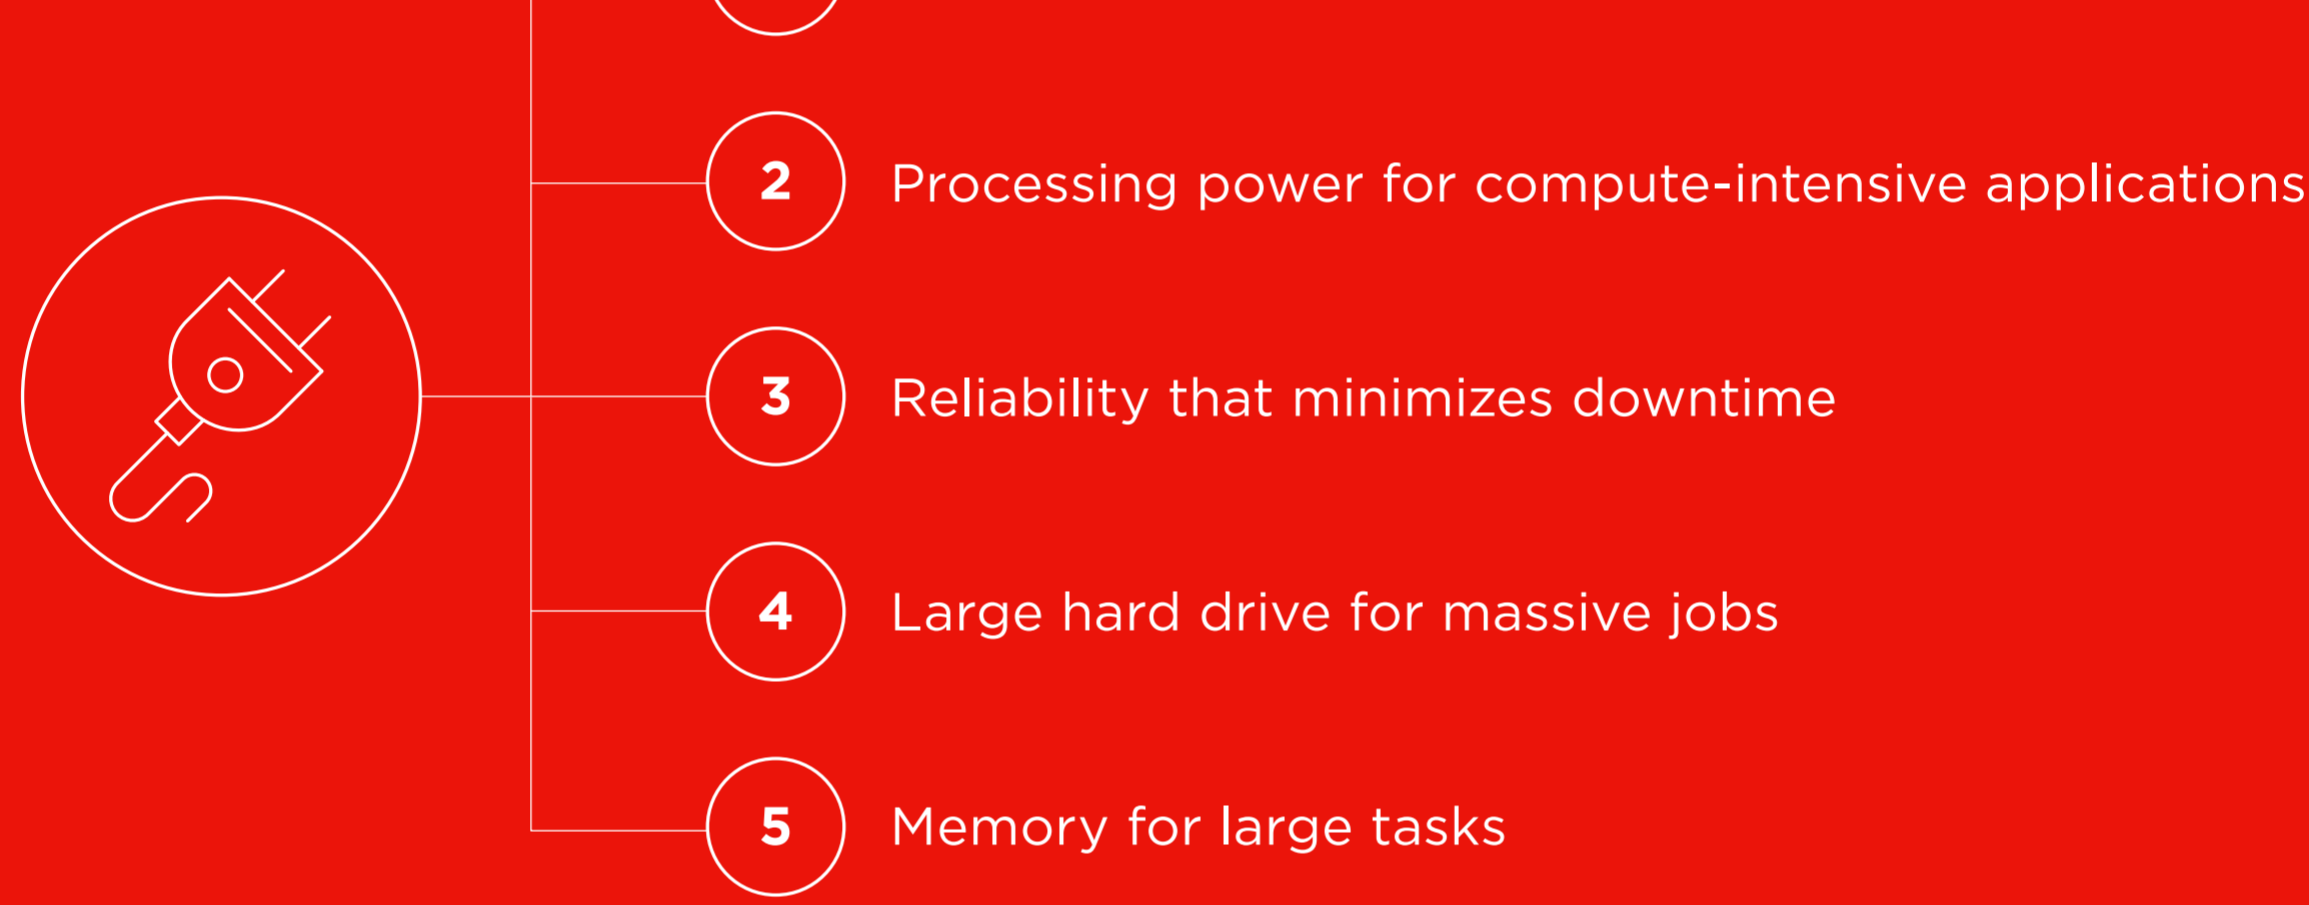 2 Processing power for compute-intensive applications
3 Reliability that minimizes downtime
4 Large hard drive for massive jobs
5 Memory for large tasks